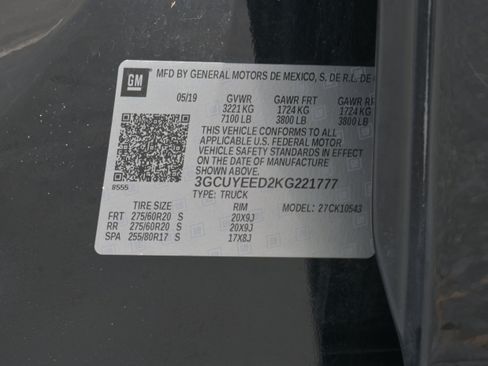 GM
MFD BY GENERAL MOTORS DE MEXICO, S. DE R.L. DE
05/19 GVWR GAWR FRT GAWR RR
3221 KG 1724 KG 1724 KG
7100 LB 3800 LB 3800 LB
THIS VEHICLE CONFORMS TO ALL
APPLICABLE U.S. FEDERAL MOTOR
VEHICLE SAFETY STANDARDS IN EFFECT
ON THE DATE OF MANUFACTURE
SHOWN ABOVE.
8555
3GCUYEED2KG221777
TYPE: TRUCK
TIRE SIZE RIM MODEL: 27CK10543
FRT 275/60R20 S 20X9J
RR 275/60R20 S 20X9J
SPA 255/80R17 S 17X8J